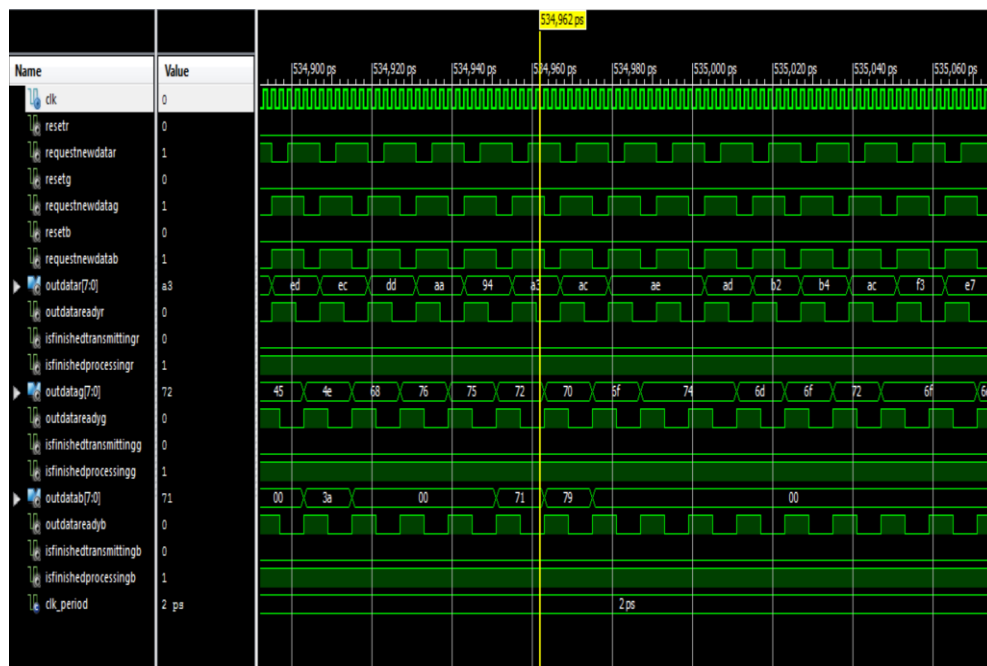 534,962 ps
Name Value
534,900 ps 534,920 ps 534,940 ps 534,960 ps 534,980 ps 535,000 ps 535,020 ps 535,040 ps 535,060 ps
clk 0
resetr 0
requestnewdatar 1
resetg 0
requestnewdatag 1
resetb 0
requestnewdatab 1
outdatar[7:0] a3 ed ec dd aa 94 a3 ac ae ad b2 b4 ac f3 e7
outdatareadyr 0
isfinishedtransmittingr 0
isfinishedprocessingr 1
outdatag[7:0] 72 45 4e 68 76 75 72 70 6f 74 6d 6f 72 6f
outdatareadyg 0
isfinishedtransmittingg 0
isfinishedprocessingg 1
outdatab[7:0] 71 00 3a 00 71 79 00
outdatareadyb 0
isfinishedtransmittingb 0
isfinishedprocessingb 1
clk_period 2 ps 2 ps